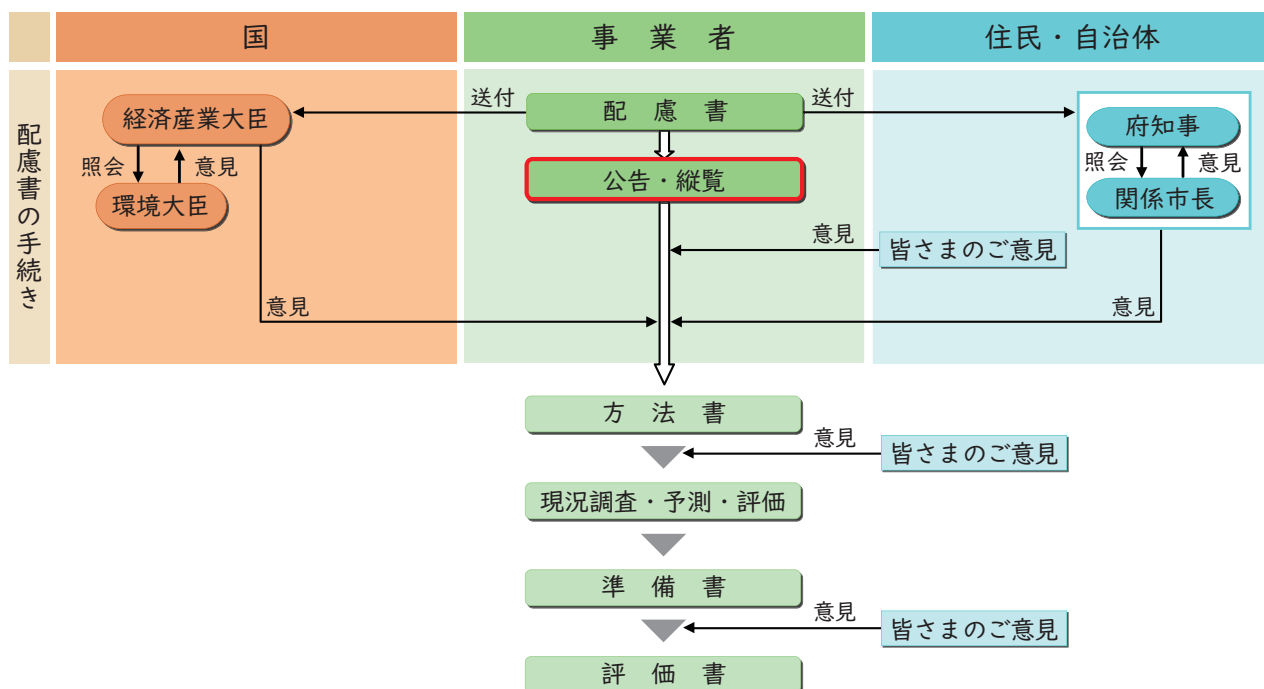 国
事業者
住民・自治体
配慮書の手続き
送付
配慮書
送付
経済産業大臣
府知事
照会
意見
照会
意見
公告・縦覧
環境大臣
関係市長
意見
皆さまのご意見
意見
意見
方法書
意見
皆さまのご意見
現況調査・予測・評価
準備書
意見
皆さまのご意見
評価書